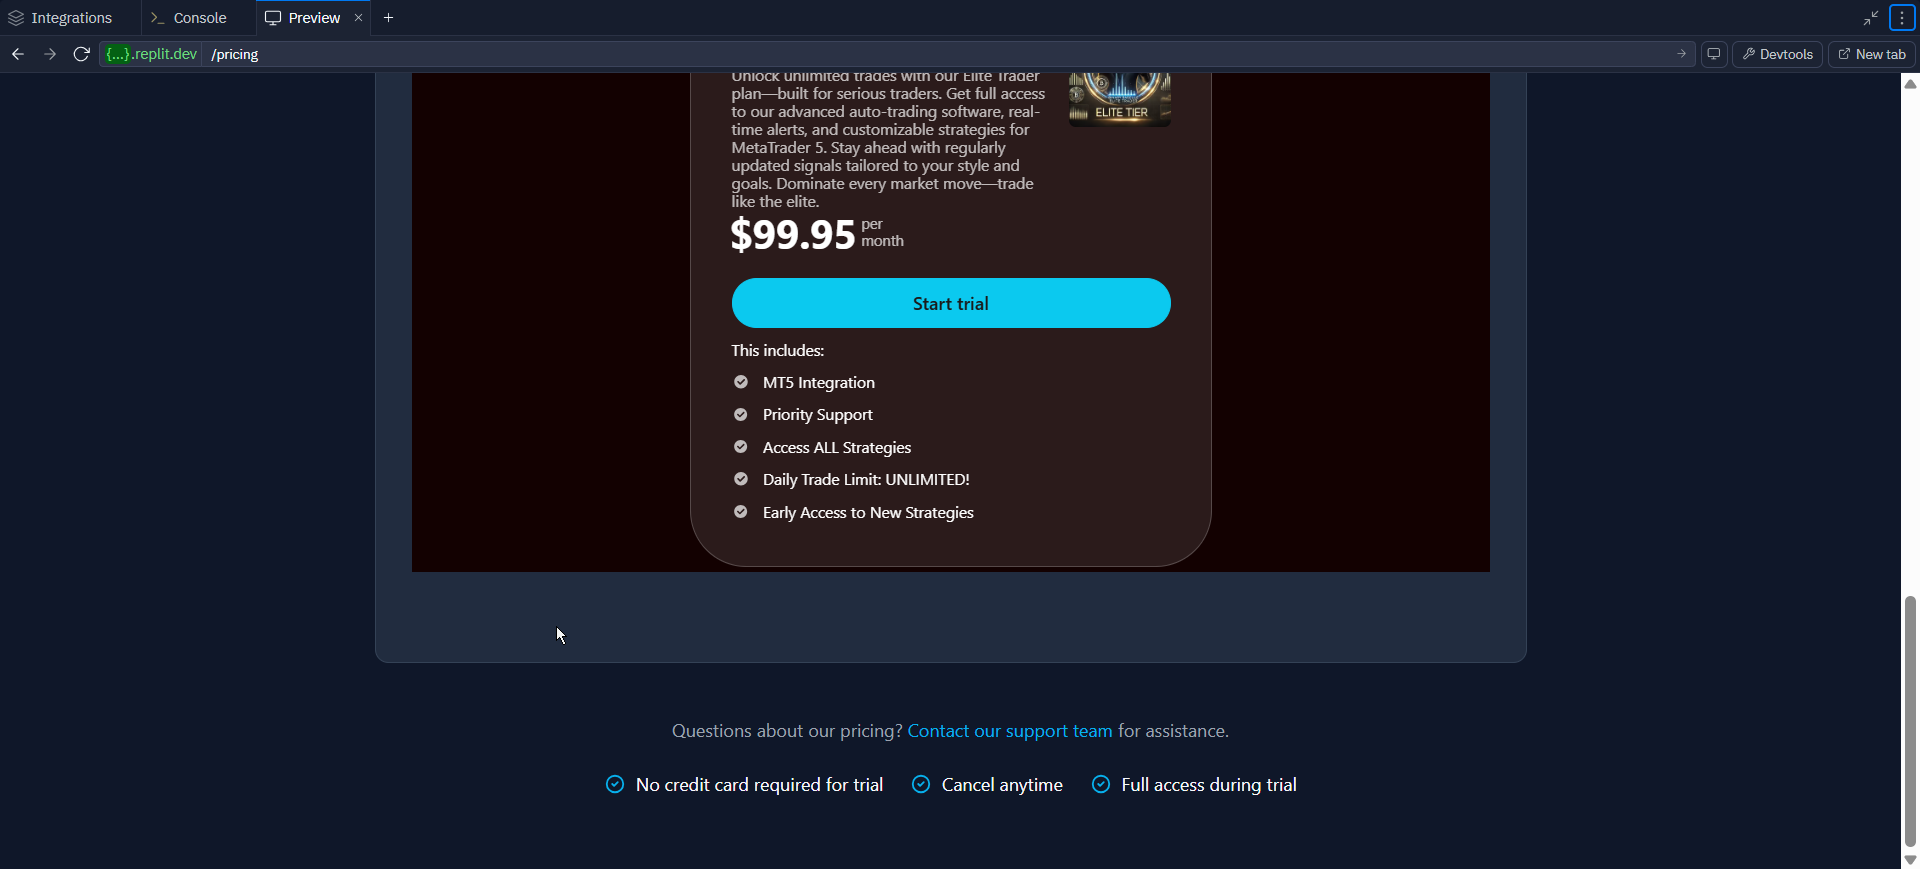 Integrations
Console
Preview
{...}.replit.dev
/pricing
Devtools
New tab
Unlock unlimited trades with our Elite Trader
plan—built for serious traders. Get full access
to our advanced auto-trading software, real-
time alerts, and customizable strategies for
MetaTrader 5. Stay ahead with regularly
updated signals tailored to your style and
goals. Dominate every market move—trade
like the elite.
ELITE TIER
$99.95 per
month
Start trial
This includes:
MT5 Integration
Priority Support
Access ALL Strategies
Daily Trade Limit: UNLIMITED!
Early Access to New Strategies
Questions about our pricing? Contact our support team for assistance.
No credit card required for trial
Cancel anytime
Full access during trial